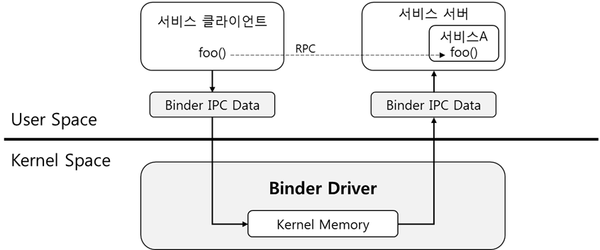 서비스 클라이언트
foo()
RPC
서비스 서버
서비스A
foo()
Binder IPC Data
Binder IPC Data
User Space
Kernel Space
Binder Driver
Kernel Memory